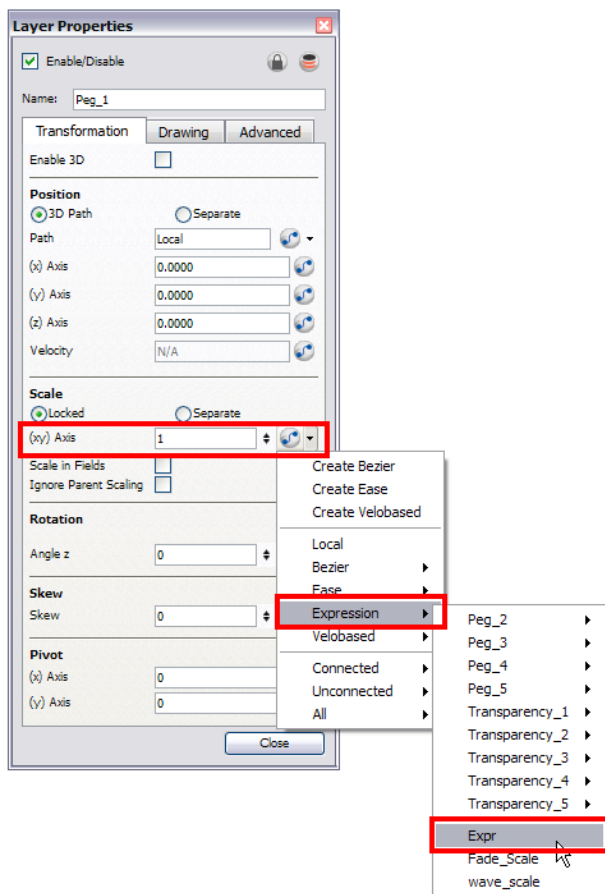 Layer Properties
Enable/Disable
Name: Peg_1
Transformation Drawing Advanced
Enable 3D
Position
3D Path Separate
Path Local
(x) Axis 0.0000
(y) Axis 0.0000
(z) Axis 0.0000
Velocity N/A
Scale
Locked Separate
(xy) Axis 1
Scale in Fields
Ignore Parent Scaling
Rotation
Angle z 0
Skew
Skew 0
Pivot
(x) Axis 0
(y) Axis 0
Close
Create Bezier
Create Ease
Create Velobased
Local
Bezier
Ease
Expression
Velobased
Connected
Unconnected
All
Peg_2
Peg_3
Peg_4
Peg_5
Transparency_1
Transparency_2
Transparency_3
Transparency_4
Transparency_5
Expr
Fade_Scale
wave_scale